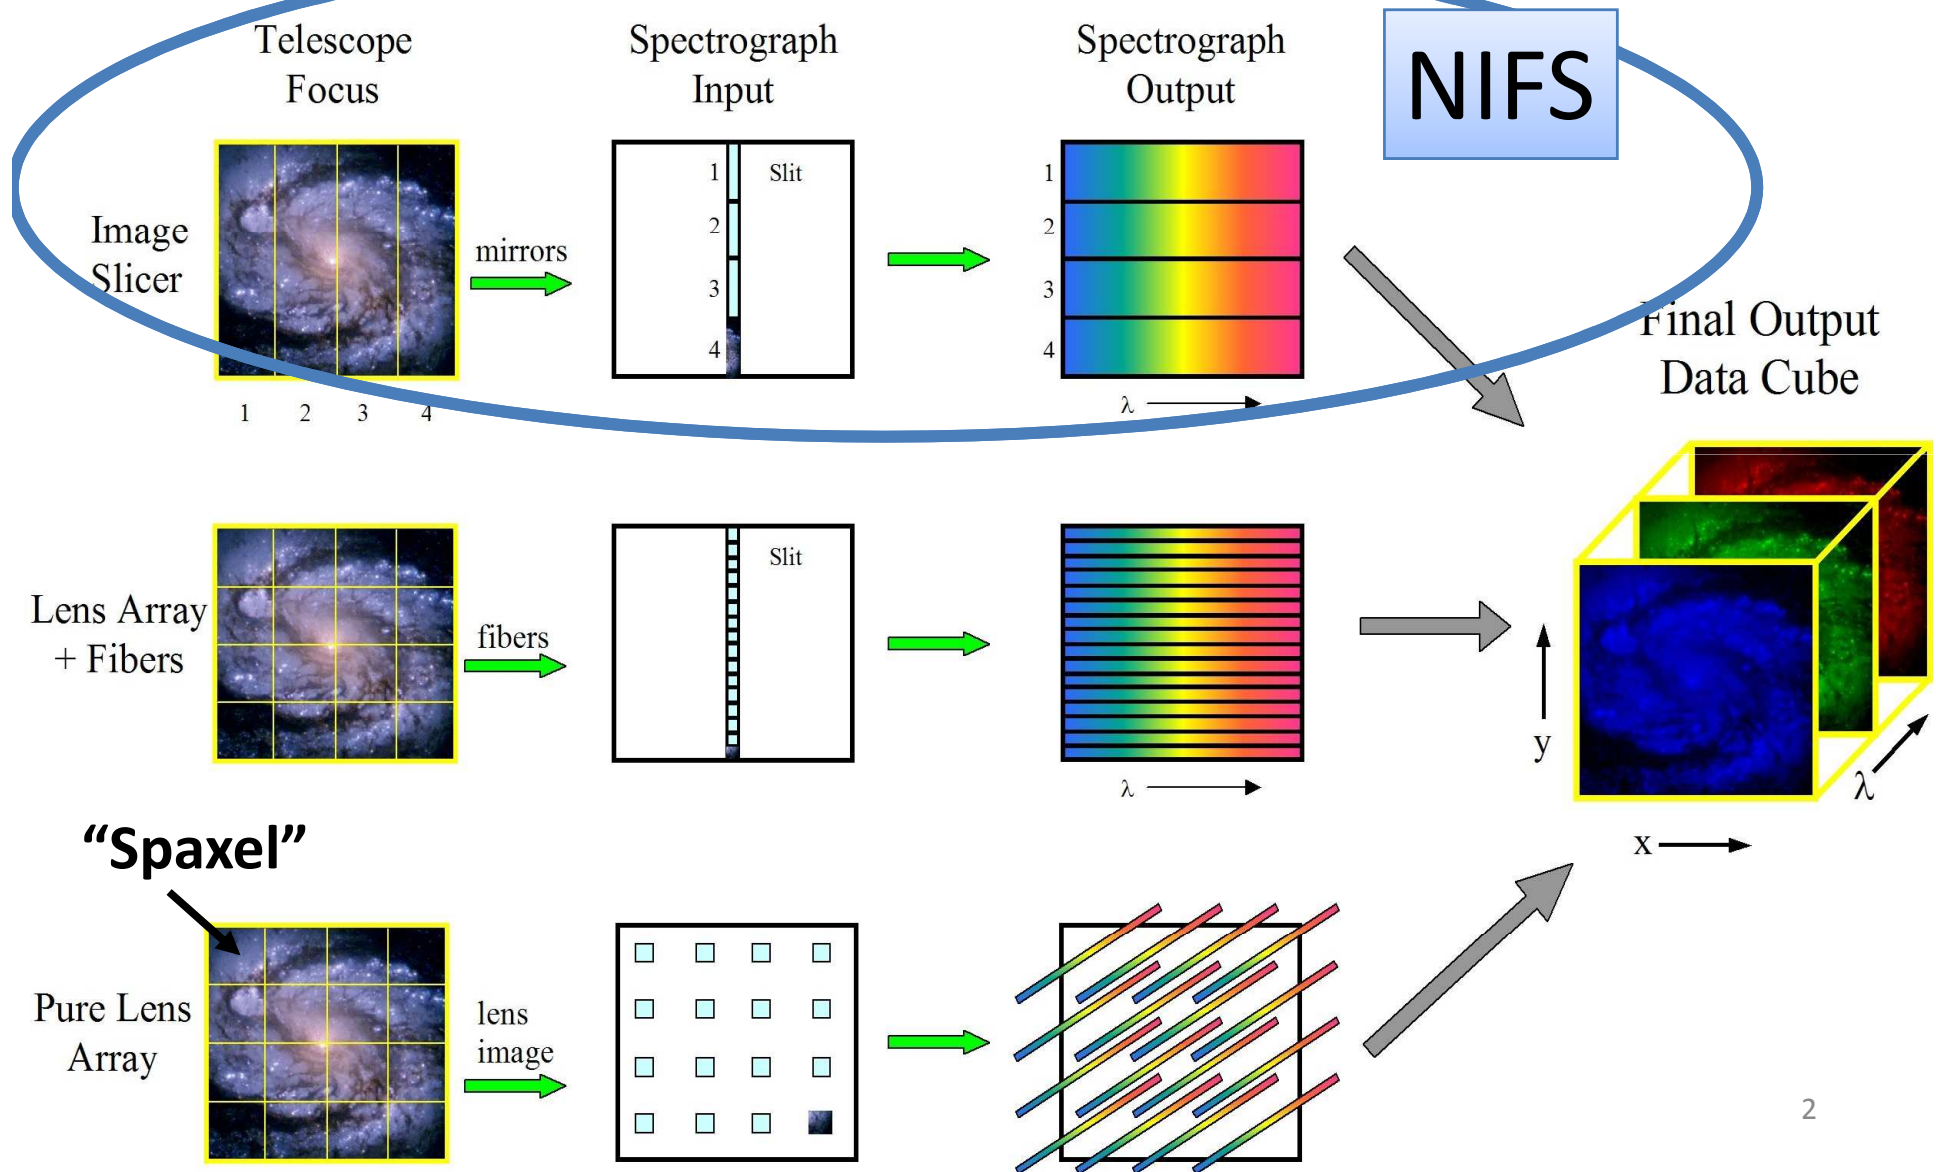 Telescope
Focus
Spectrograph
Input
Spectrograph
Output
NIFS
Image
Slicer
mirrors
1
2
3
4
Slit
1
2
3
4
1 2 3 4
λ
Final Output
Data Cube
Lens Array
+ Fibers
fibers
Slit
λ
y
λ
x
“Spaxel”
Pure Lens
Array
lens
image
2